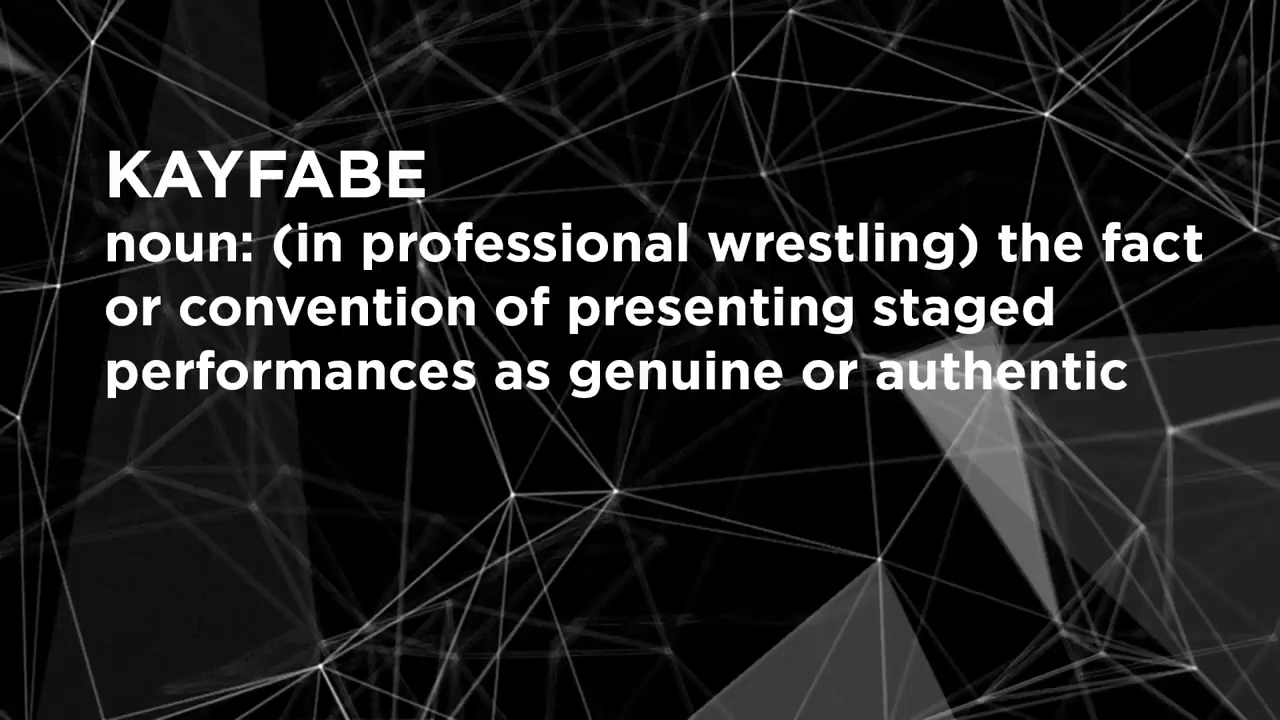 KAYFABE
noun: (in professional wrestling) the fact
or convention of presenting staged
performances as genuine or authentic